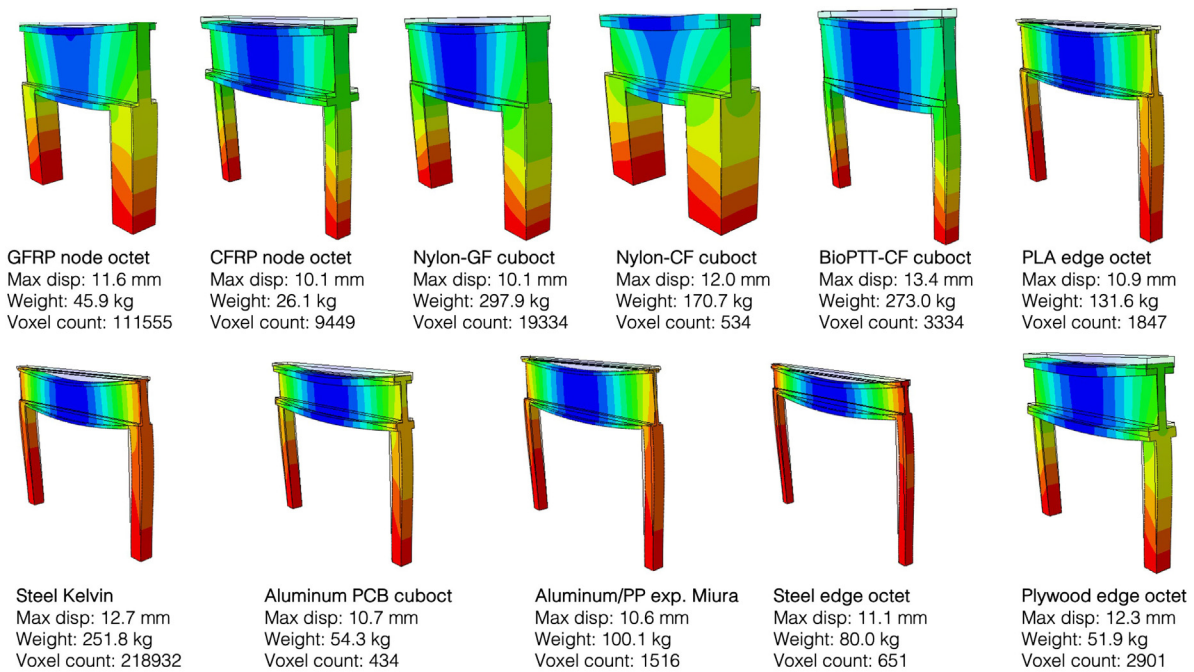 GFRP node octet
Max disp: 11.6 mm
Weight: 45.9 kg
Voxel count: 111555
CFRP node octet
Max disp: 10.1 mm
Weight: 26.1 kg
Voxel count: 9449
Nylon-GF cuboct
Max disp: 10.1 mm
Weight: 297.9 kg
Voxel count: 19334
Nylon-CF cuboct
Max disp: 12.0 mm
Weight: 170.7 kg
Voxel count: 534
BioPTT-CF cuboct
Max disp: 13.4 mm
Weight: 273.0 kg
Voxel count: 3334
PLA edge octet
Max disp: 10.9 mm
Weight: 131.6 kg
Voxel count: 1847
Steel Kelvin
Max disp: 12.7 mm
Weight: 251.8 kg
Voxel count: 218932
Aluminum PCB cuboct
Max disp: 10.7 mm
Weight: 54.3 kg
Voxel count: 434
Aluminum/PP exp. Miura
Max disp: 10.6 mm
Weight: 100.1 kg
Voxel count: 1516
Steel edge octet
Max disp: 11.1 mm
Weight: 80.0 kg
Voxel count: 651
Plywood edge octet
Max disp: 12.3 mm
Weight: 51.9 kg
Voxel count: 2901